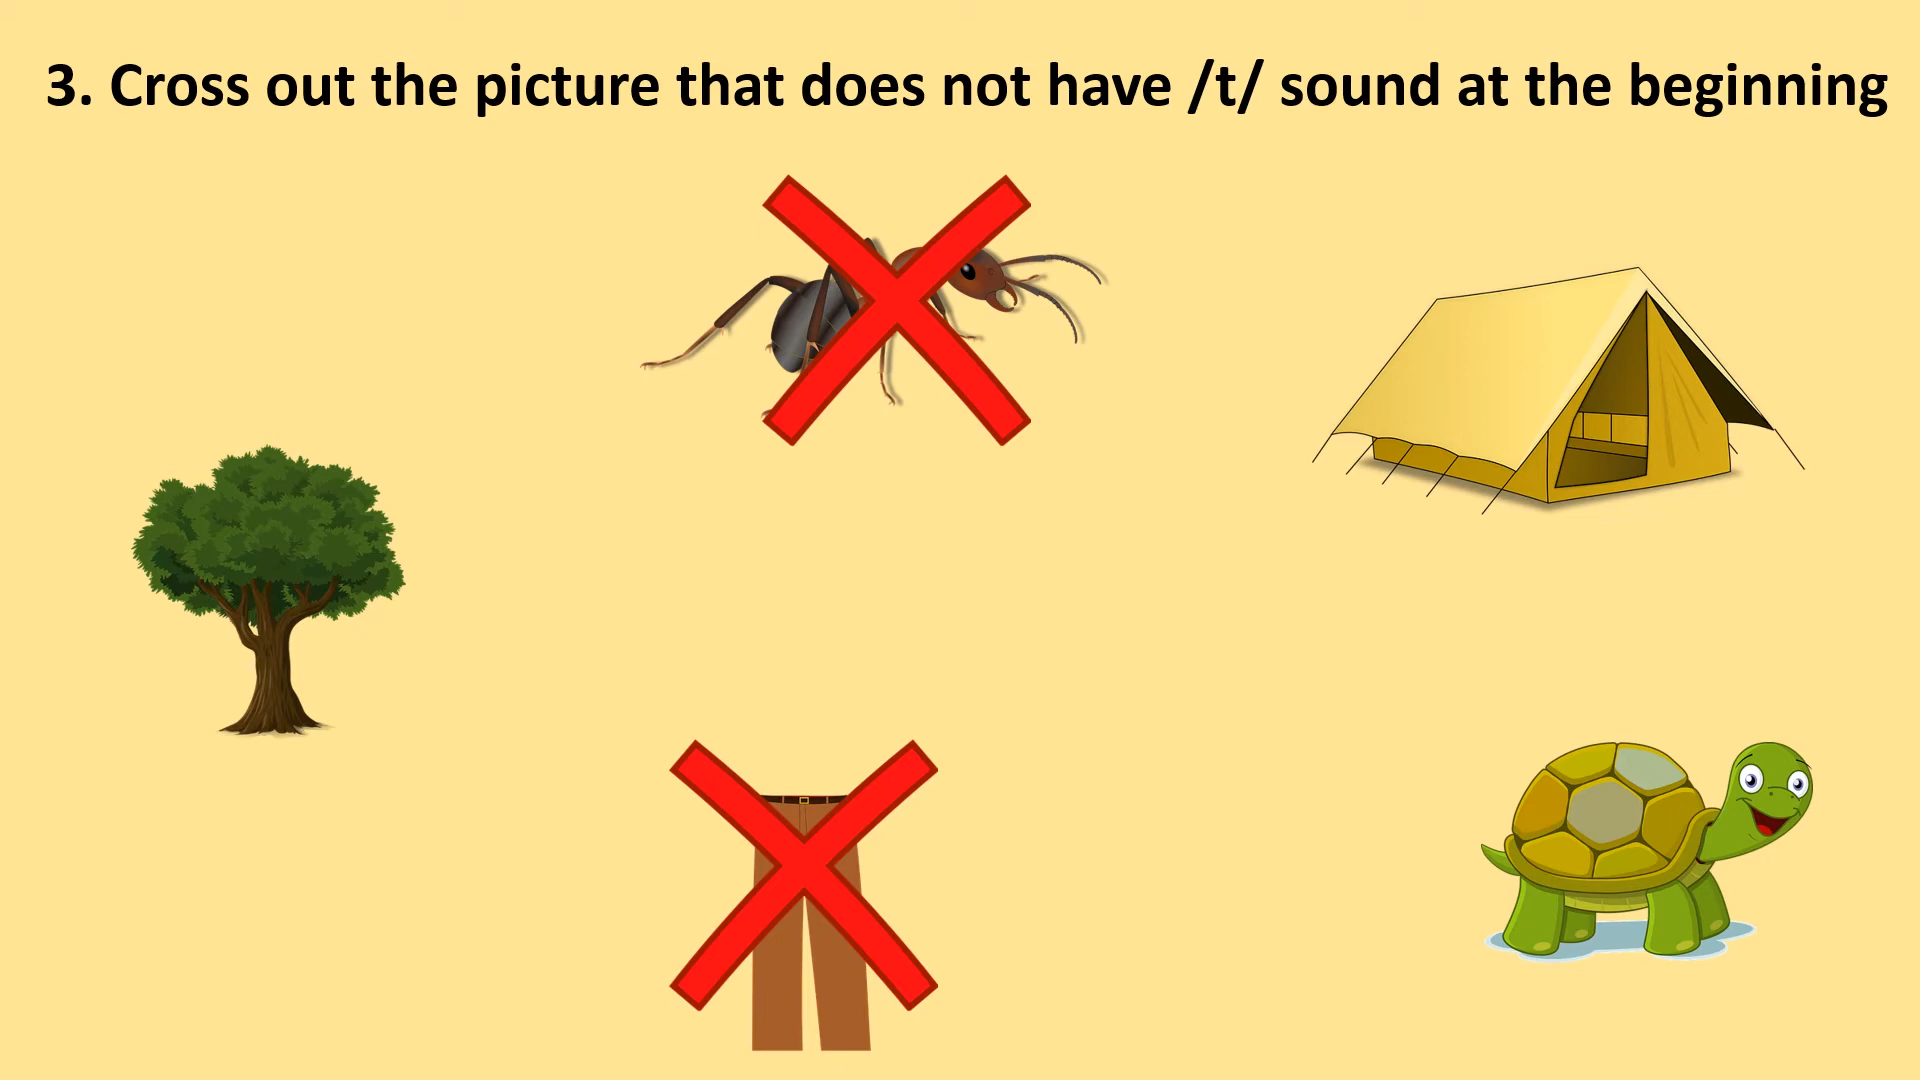 3. Cross out the picture that does not have /t/ sound at the beginning